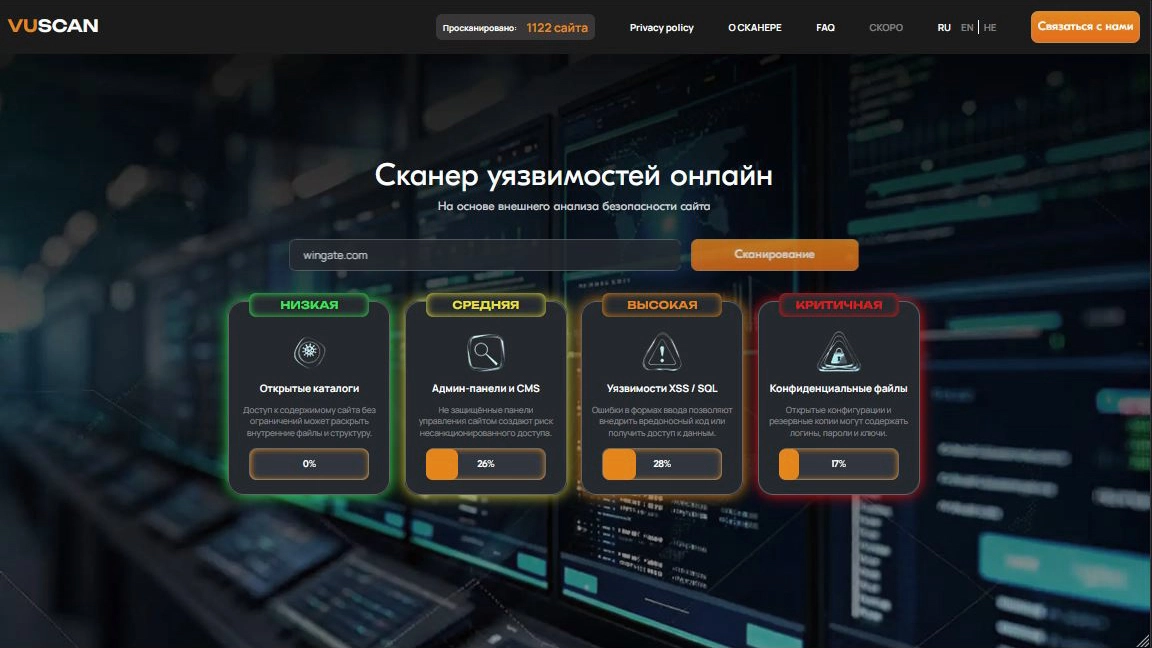 VUSCAN
Просканировано: 1122 сайта
Privacy policy
О СКАНЕРЕ
FAQ
СКОРО
RU EN HE
Связаться с нами
Сканер уязвимостей онлайн
На основе внешнего анализа безопасности сайта
wingate.com
Сканирование
НИЗКАЯ
Открытые каталоги
Доступ к содержимому сайта без
ограничений может раскрыть
внутренние файлы и структуру.
0%
СРЕДНЯЯ
Админ-панели и CMS
Не защищённые панели
управления сайтом создают риск
несанкционированного доступа.
26%
ВЫСОКАЯ
Уязвимости XSS / SQL
Ошибки в формах ввода позволяют
внедрить вредоносный код или
получить доступ к данным.
28%
КРИТИЧНАЯ
Конфиденциальные файлы
Открытые конфигурации и
резервные копии могут содержать
логины, пароли и ключи.
17%